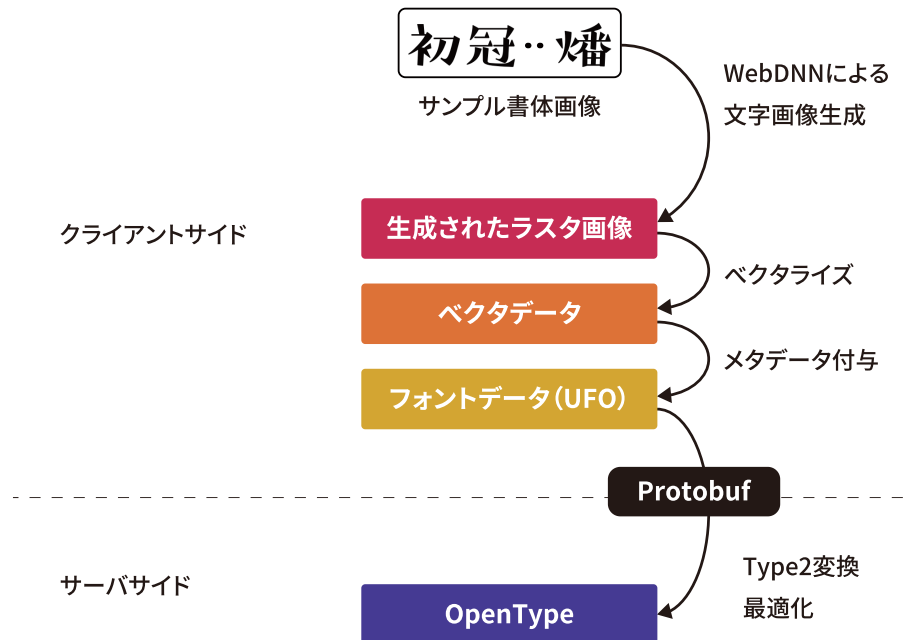 初冠‥燔
サンプル書体画像
WebDNNによる
文字画像生成
クライアントサイド
生成されたラスタ画像
ベクタライズ
ベクタデータ
メタデータ付与
フォントデータ（UFO）
Protobuf
サーバサイド
Type2変換
最適化
OpenType